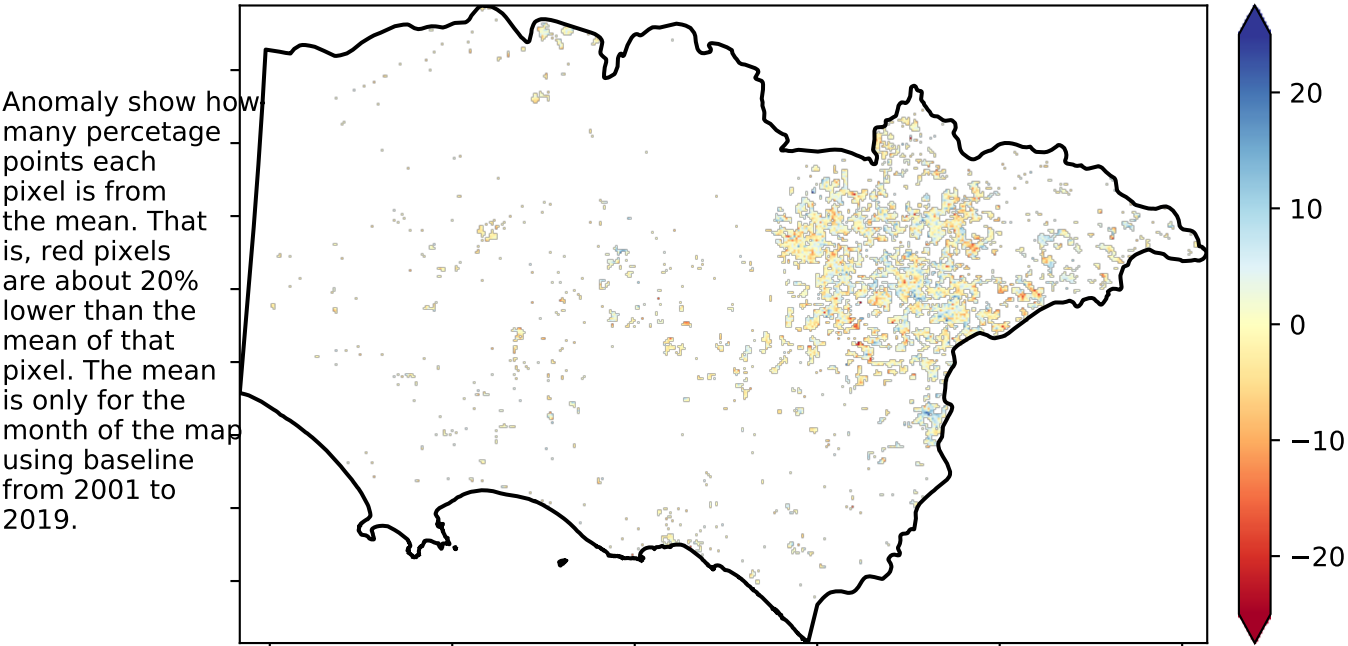 Anomaly show how
many percetage
points each
pixel is from
the mean. That
is, red pixels
are about 20%
lower than the
mean of that
pixel. The mean
is only for the
month of the map
using baseline
from 2001 to
2019.
20
10
0
−10
−20